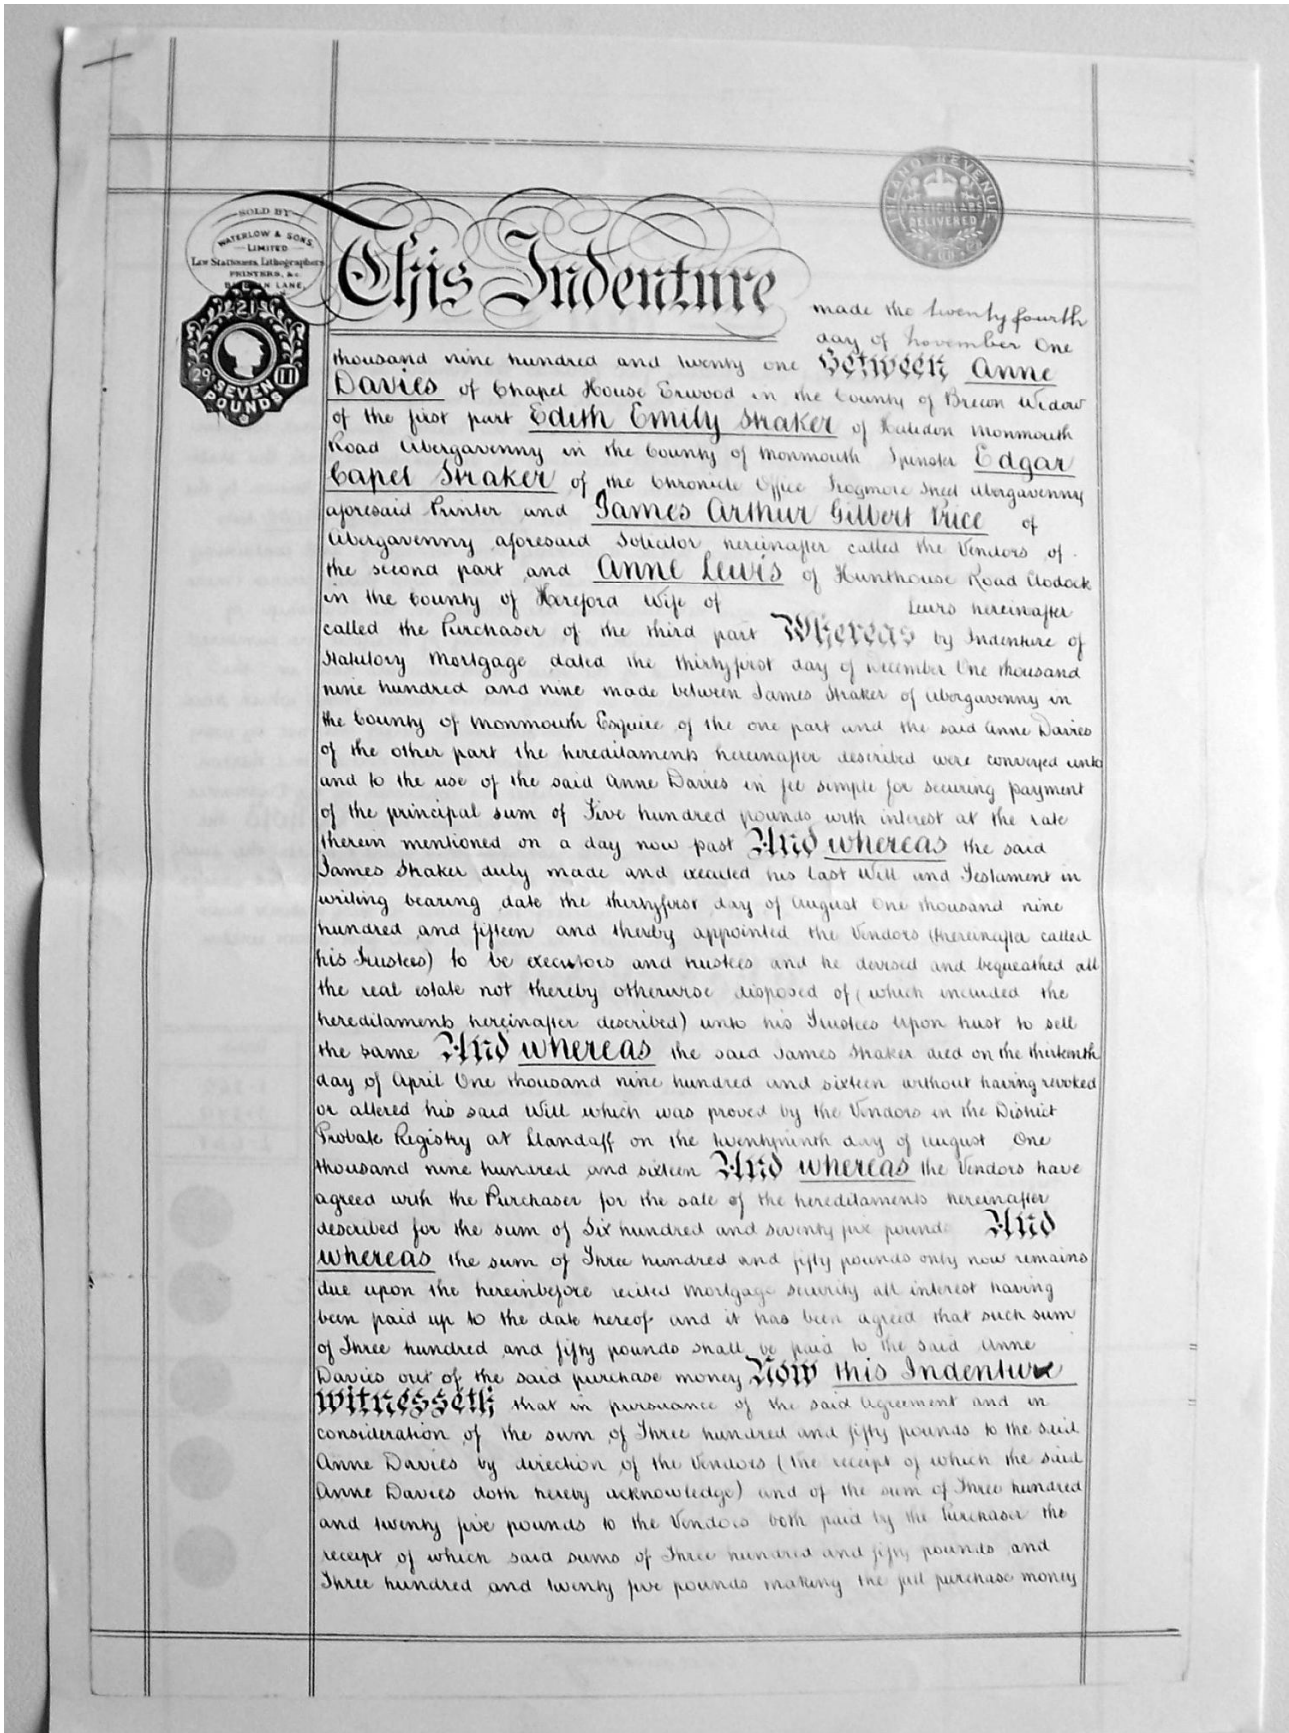 SOLD BY
WATERLOW & SONS,
LIMITED
Law Stationers, Lithographers
PRINTERS, &c.
LANE,
21
29 11
SEVEN
POUNDS
INLAND REVENUE
PARTICULARS
DELIVERED
This Indenture made the twenty fourth
day of November One
thousand nine hundred and twenty one Between Anne
Davies of Chapel House Erwood in the County of Brecon Widow
of the first part Edith Emily Straker of Halidon Monmouth
Road Abergavenny in the County of Monmouth Spinster Edgar
Capel Straker of the Chronicle Office Frogmore Street Abergavenny
aforesaid Printer and James Arthur Gilbert Price of
Abergavenny aforesaid Solicitor hereinafter called the Vendors of
the second part and Anne Lewis of Hunthouse Road Clodock
in the County of Hereford Wife of Lewis hereinafter
called the Purchaser of the third part Whereas by Indenture of
Statutory Mortgage dated the thirtyfirst day of December One thousand
nine hundred and nine made between James Straker of Abergavenny in
the County of Monmouth Esquire of the one part and the said Anne Davies
of the other part the hereditaments hereinafter described were conveyed unto
and to the use of the said Anne Davies in fee simple for securing payment
of the principal sum of Five hundred pounds with interest at the rate
therein mentioned on a day now past And whereas the said
James Straker duly made and executed his last Will and Testament in
writing bearing date the thirtyfirst day of August One thousand nine
hundred and fifteen and thereby appointed the Vendors (thereinafter called
his Trustees) to be executors and trustees and he devised and bequeathed all
the real estate not thereby otherwise disposed of (which included the
hereditaments hereinafter described) unto his Trustees Upon trust to sell
the same And whereas the said James Straker died on the thirteenth
day of April One thousand nine hundred and sixteen without having revoked
or altered his said Will which was proved by the Vendors in the District
Probate Registry at Llandaff on the twentyninth day of August One
thousand nine hundred and sixteen And whereas the Vendors have
agreed with the Purchaser for the sale of the hereditaments hereinafter
described for the sum of Six hundred and seventy five pounds And
whereas the sum of Three hundred and fifty pounds only now remains
due upon the hereinbefore recited Mortgage security all interest having
been paid up to the date hereof and it has been agreed that such sum
of Three hundred and fifty pounds shall be paid to the said Anne
Davies out of the said purchase money Now this Indenture
witnesseth that in pursuance of the said Agreement and in
consideration of the sum of Three hundred and fifty pounds to the said
Anne Davies by direction of the Vendors (the receipt of which the said
Anne Davies doth hereby acknowledge) and of the sum of Three hundred
and twenty five pounds to the Vendors both paid by the Purchaser the
receipt of which said sums of Three hundred and fifty pounds and
Three hundred and twenty five pounds making the full purchase money